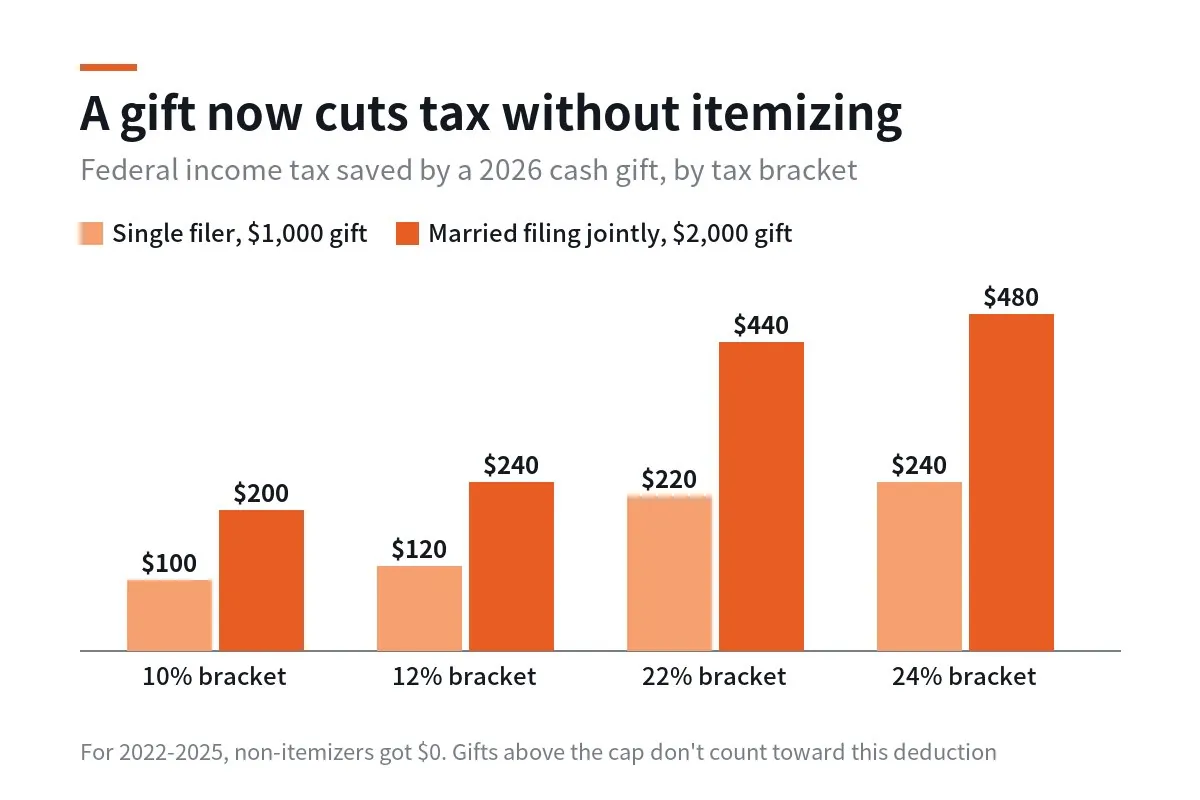 A gift now cuts tax without itemizing
Federal income tax saved by a 2026 cash gift, by tax bracket
Single filer, $1,000 gift
Married filing jointly, $2,000 gift
$100
$200
$120
$240
$220
$440
$240
$480
10% bracket
12% bracket
22% bracket
24% bracket
For 2022-2025, non-itemizers got $0. Gifts above the cap don't count toward this deduction